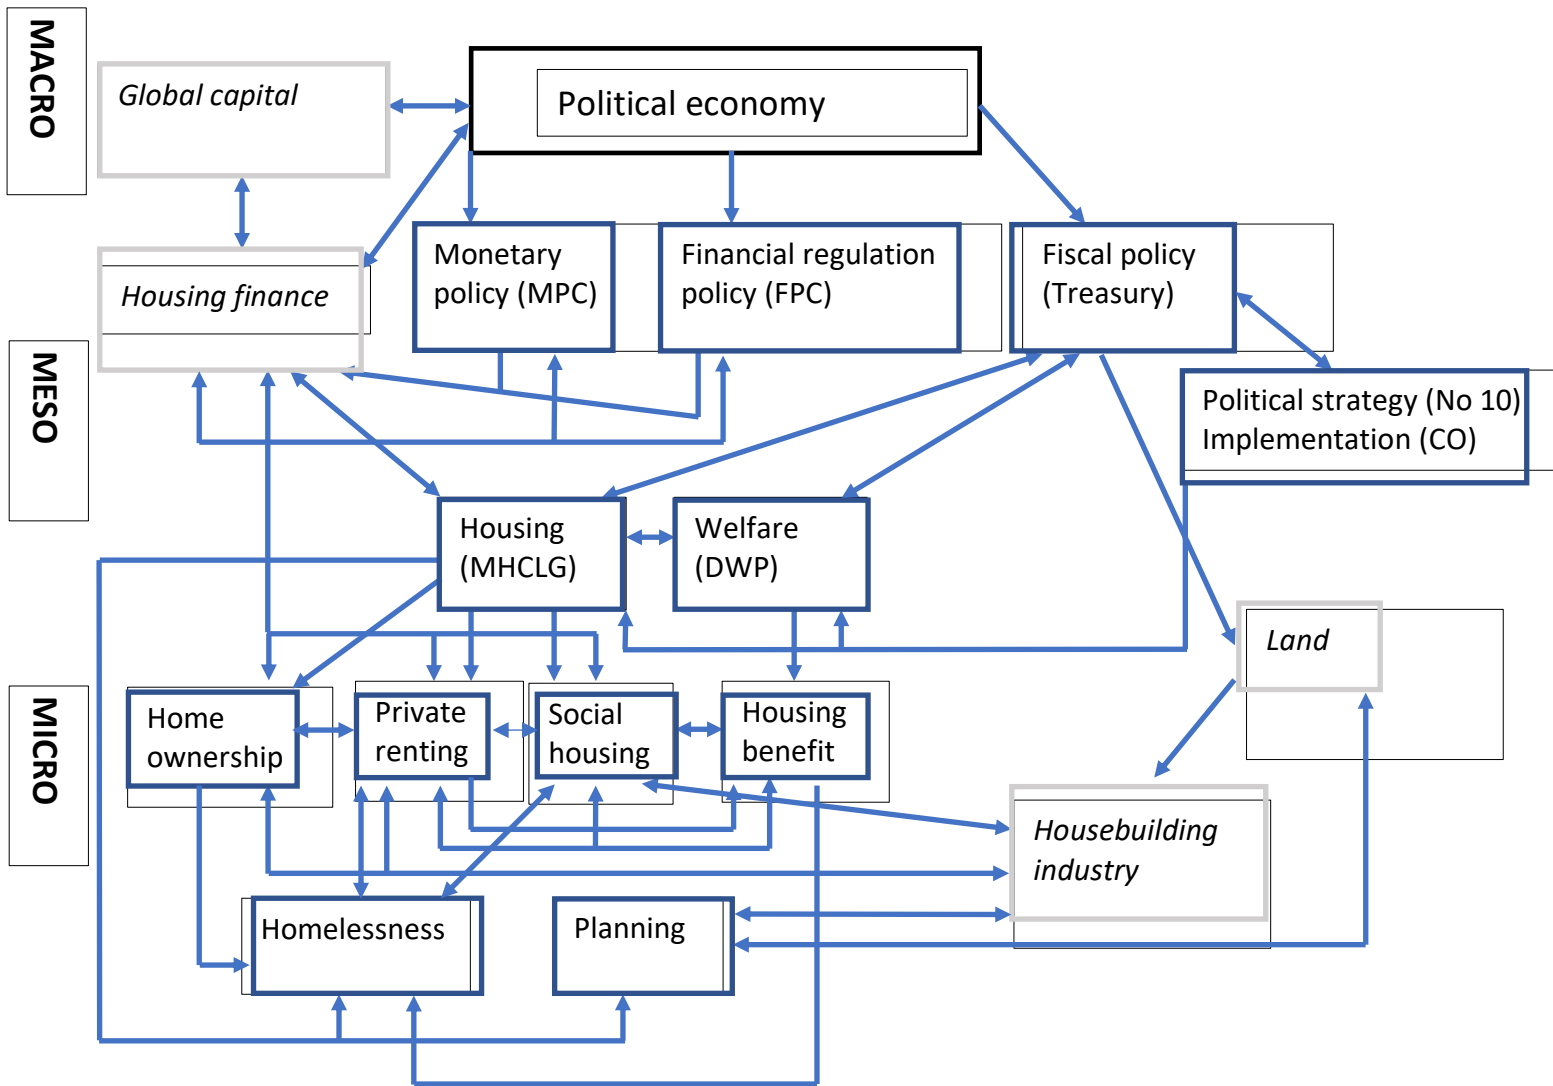 MACRO
Global capital
Political economy
Monetary
policy (MPC)
Financial regulation
policy (FPC)
Fiscal policy
(Treasury)
Housing finance
MESO
Political strategy (No 10)
Implementation (CO)
Housing
(MHCLG)
Welfare
(DWP)
Land
MICRO
Home
ownership
Private
renting
Social
housing
Housing
benefit
Housebuilding
industry
Homelessness
Planning